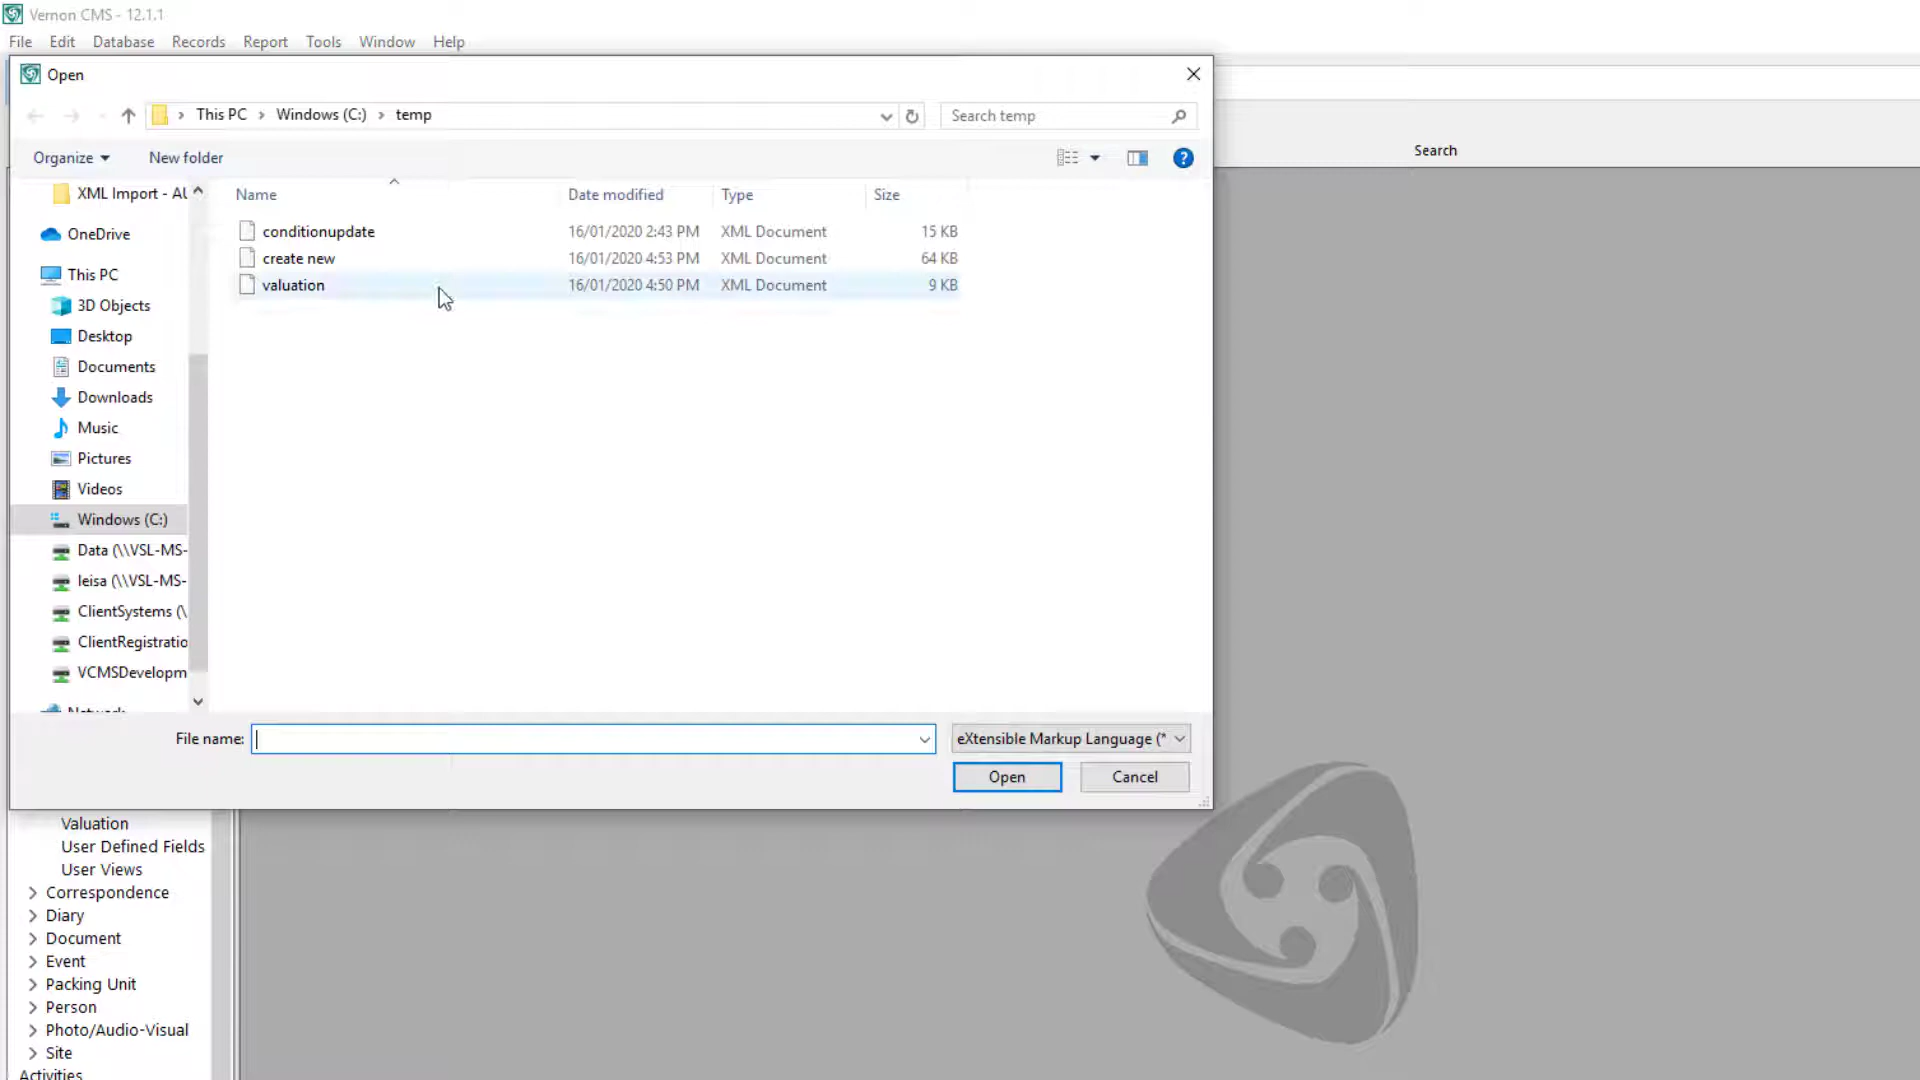 Vernon CMS - 12.1.1
File Edit Database Records Report Tools Window Help
Open
This PC > Windows (C:) > temp
Search temp
Organize New folder
Search
Name Date modified Type Size
XML Import - AU
conditionupdate 16/01/2020 2:43 PM XML Document 15 KB
create new 16/01/2020 4:53 PM XML Document 64 KB
valuation 16/01/2020 4:50 PM XML Document 9 KB
OneDrive
This PC
3D Objects
Desktop
Documents
Downloads
Music
Pictures
Videos
Windows (C:)
Data (\\VSL-MS-
leisa (\\VSL-MS-
ClientSystems (\
ClientRegistratio
VCMSDevelopm
Network
File name:
eXtensible Markup Language (*
Open Cancel
Valuation
User Defined Fields
User Views
Correspondence
Diary
Document
Event
Packing Unit
Person
Photo/Audio-Visual
Site
Activities